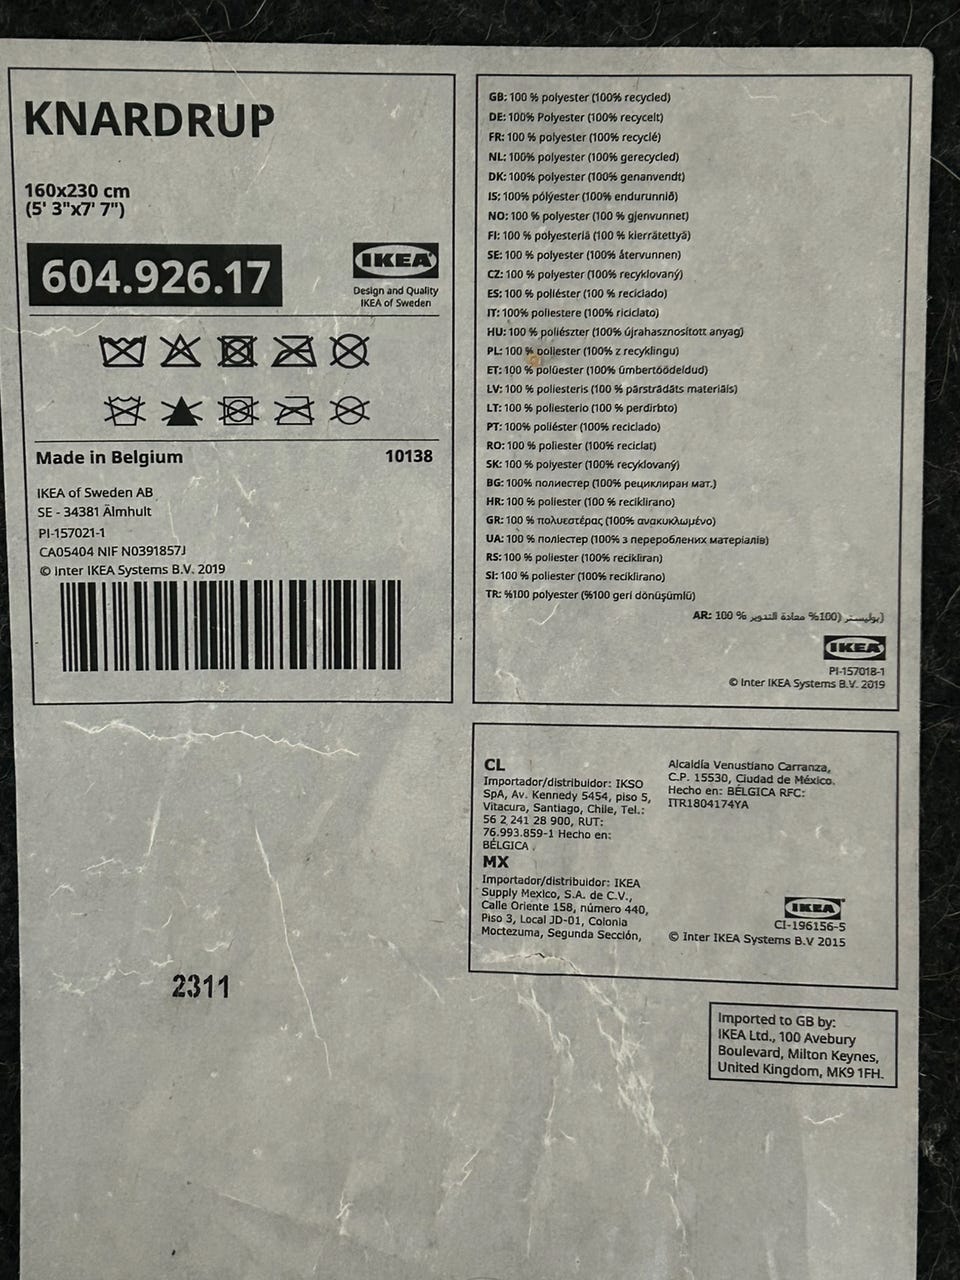 KNARDRUP
160x230 cm
(5' 3"x7' 7")
604.926.17
IKEA
Design and Quality
IKEA of Sweden
Made in Belgium 10138
IKEA of Sweden AB
SE - 34381 Älmhult
PI-157021-1
CA05404 NIF N0391857J
© Inter IKEA Systems B.V. 2019
GB: 100 % polyester (100% recycled)
DE: 100% Polyester (100% recycelt)
FR: 100 % polyester (100% recyclé)
NL: 100% polyester (100% gerecycled)
DK: 100% polyester (100% genanvendt)
IS: 100% pólýester (100% endurunnið)
NO: 100 % polyester (100 % gjenvunnet)
FI: 100 % polyesteriä (100 % kierrätettyä)
SE: 100 % polyester (100% återvunnen)
CZ: 100 % polyester (100% recyklovaný)
ES: 100 % poliéster (100 % reciclado)
IT: 100% poliestere (100% riciclato)
HU: 100 % poliészter (100% újrahasznosított anyag)
PL: 100 % poliester (100% z recyklingu)
ET: 100 % polüester (100% ümbertöödeldud)
LV: 100 % poliesteris (100 % pārstrādāts materiāls)
LT: 100 % poliesterio (100 % perdirbto)
PT: 100% poliéster (100% reciclado)
RO: 100 % poliester (100% reciclat)
SK: 100 % polyester (100% recyklovaný)
BG: 100% полиестер (100% рециклиран мат.)
HR: 100 % poliester (100 % reciklirano)
GR: 100 % πολυεστέρας (100% ανακυκλωμένο)
UA: 100 % поліестер (100% з перероблених матеріалів)
RS: 100 % poliester (100% recikliran)
SI: 100 % poliester (100% reciklirano)
TR: %100 polyester (%100 geri dönüşümlü)
AR: 100 % بوليستر (100% معادة التدوير)
IKEA
PI-157018-1
© Inter IKEA Systems B.V. 2019
CL
Importador/distribuidor: IKSO
SpA, Av. Kennedy 5454, piso 5,
Vitacura, Santiago, Chile, Tel.:
56 2 241 28 900, RUT:
76.993.859-1 Hecho en:
BÉLGICA .
MX
Importador/distribuidor: IKEA
Supply Mexico, S.A. de C.V.,
Calle Oriente 158, número 440,
Piso 3, Local JD-01, Colonia
Moctezuma, Segunda Sección,
Alcaldía Venustiano Carranza,
C.P. 15530, Ciudad de México.
Hecho en: BÉLGICA RFC:
ITR1804174YA
IKEA
CI-196156-5
© Inter IKEA Systems B.V 2015
2311
Imported to GB by:
IKEA Ltd., 100 Avebury
Boulevard, Milton Keynes,
United Kingdom, MK9 1FH.